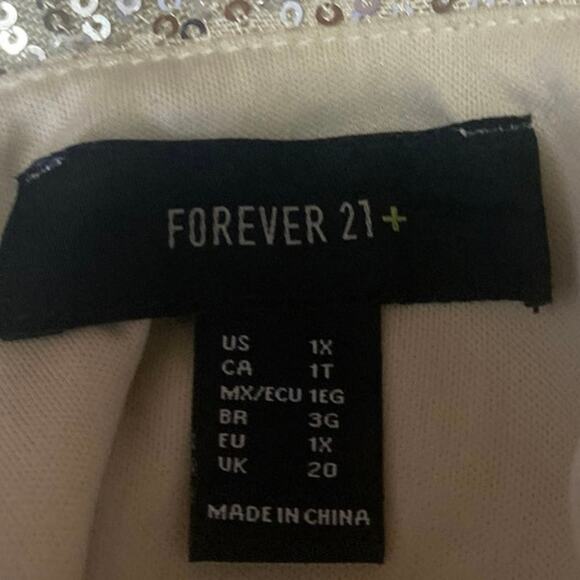 FOREVER 21+
US 1X
CA 1T
MX/ECU 1EG
BR 3G
EU 1X
UK 20
MADE IN CHINA